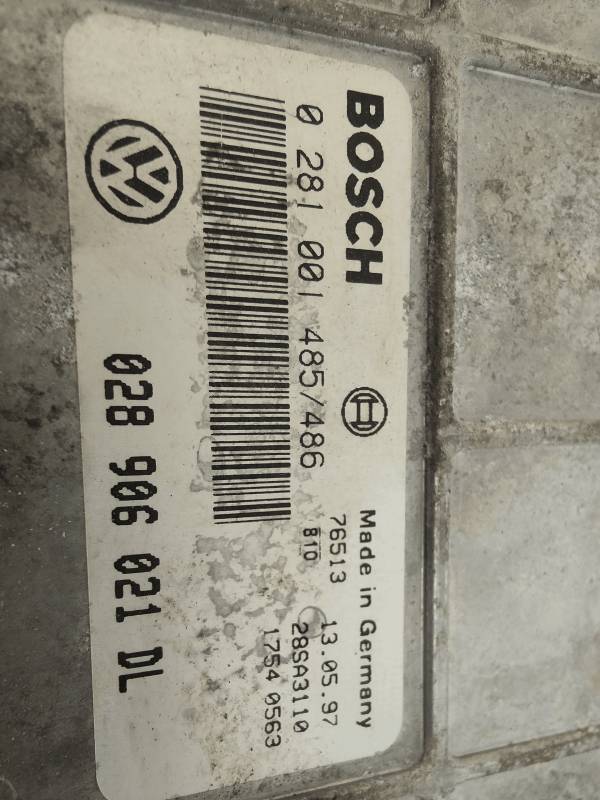 BOSCH
Made in Germany
0 281 001 485/486
76513
810
13.05.97
28SA3110
1754 0563
028 906 021 DL